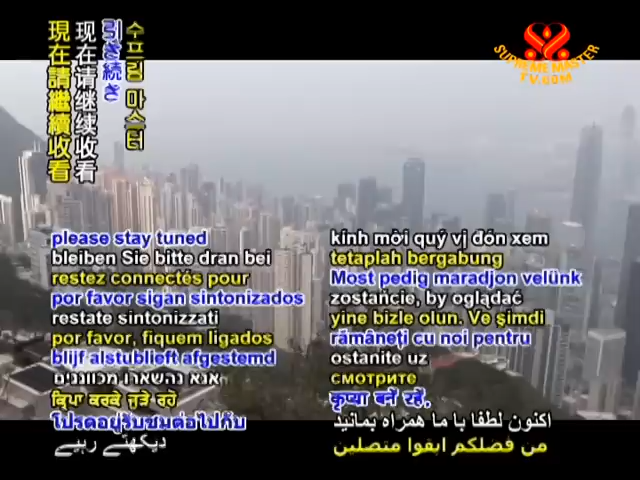 現在請繼續收看
现在请继续收看
引き続き
수프림 마스터
SUPREME MASTER
TV.COM
please stay tuned
bleiben Sie bitte dran bei
restez connectés pour
por favor sigan sintonizados
restate sintonizzati
por favor, fiquem ligados
blijf alstublieft afgestemd
אנא נהשארו מכווננים
ਕ੍ਰਿਪਾ ਕਰਕੇ ਜੁੜੇ ਰਹੋ
โปรดอยู่รับชมต่อไปกับ
دیکھتے رہیے
kính mời quý vị đón xem
tetaplah bergabung
Most pedig maradjon velünk
zostańcie, by oglądać
yine bizle olun. Ve şimdi
rămâneţi cu noi pentru
ostanite uz
смотрите
कृप्या बनें रहें,
اکنون لطفا با ما همراه بمانید
من فضلكم ابقوا متصلين